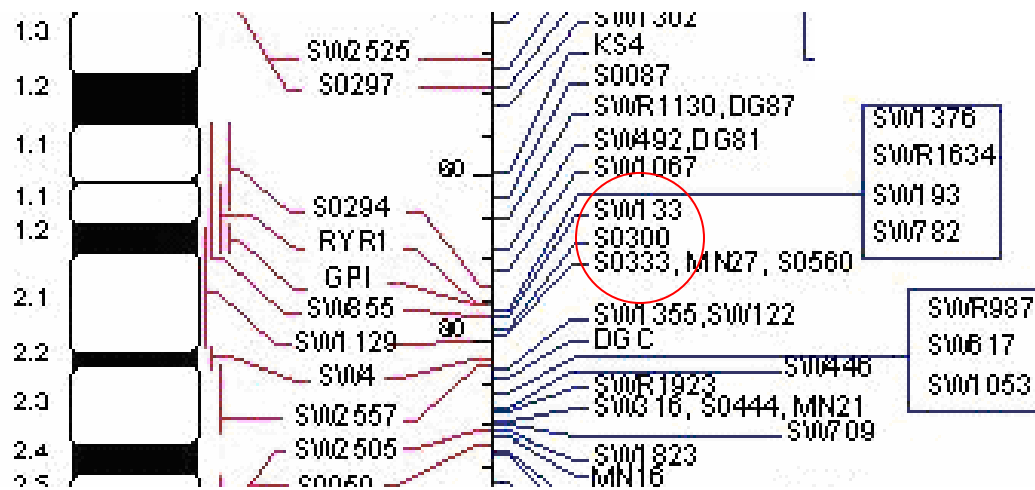 1.3
1.2
1.1
1.1
1.2
2.1
2.2
2.3
2.4
2.5
SW2525
S0297
S0294
RYR1
GPI
SW855
SW1129
SW4
SW2557
SW2505
S0059
60
80
SW1302
KS4
S0087
SWR1130,DG87
SW492,DG81
SW1067
SW133
S0300
S0333, MN27, S0560
SW1355,SW122
DGC
SW446
SWR1923
SW316, S0444, MN21
SW709
SW1823
MN16
SW1376
SWR1634
SW193
SW782
SWR987
SW617
SW1053